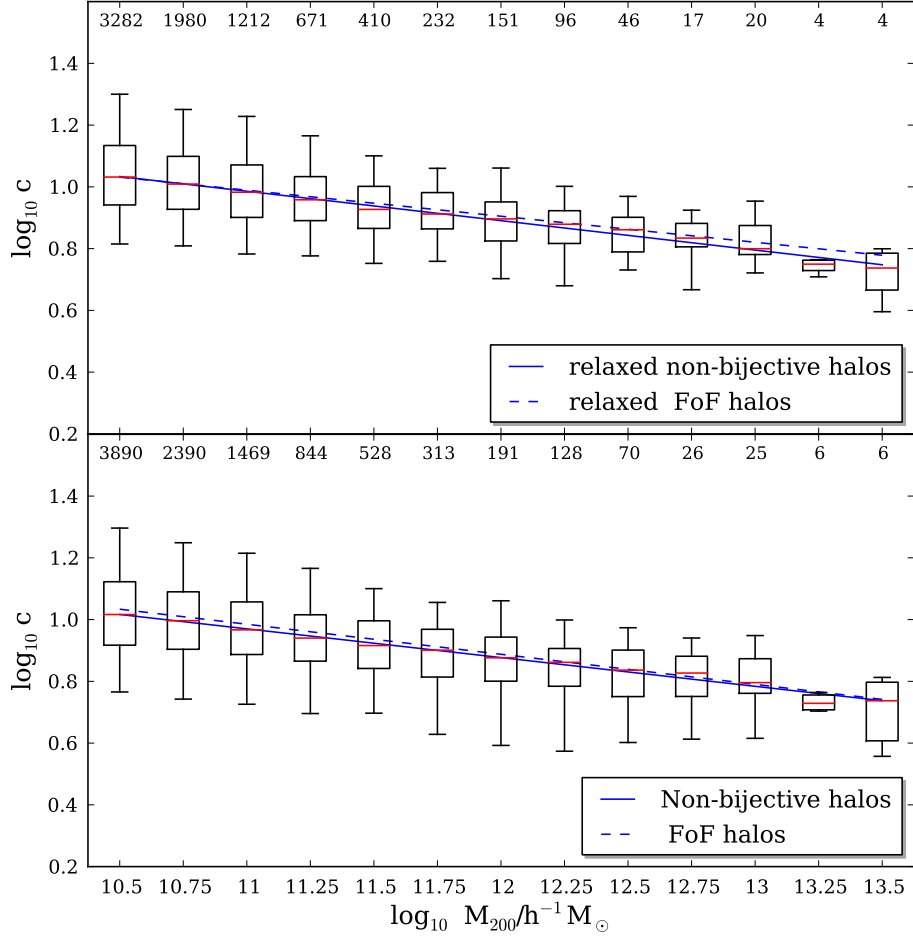 3282 1980 1212 671 410 232 151 96 46 17 20 4 4
1.4
1.2
1.0
0.8
0.6
0.4
0.2
log₁₀ c
relaxed non-bijective halos
relaxed FoF halos
3890 2390 1469 844 528 313 191 128 70 26 25 6 6
1.4
1.2
1.0
0.8
0.6
0.4
0.2
log₁₀ c
Non-bijective halos
FoF halos
10.5 10.75 11 11.25 11.5 11.75 12 12.25 12.5 12.75 13 13.25 13.5
log₁₀ M₂₀₀/h⁻¹M☉